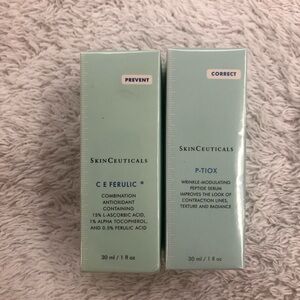 PREVENT
SKINCEUTICALS
C E FERULIC *
COMBINATION
ANTIOXIDANT
CONTAINING
15% L-ASCORBIC ACID,
1% ALPHA TOCOPHEROL,
AND 0.5% FERULIC ACID
30 ml / 1 fl oz
CORRECT
SKINCEUTICALS
P-TIOX
WRINKLE-MODULATING
PEPTIDE SERUM
IMPROVES THE LOOK OF
CONTRACTION LINES,
TEXTURE AND RADIANCE
30 ml / 1 fl oz